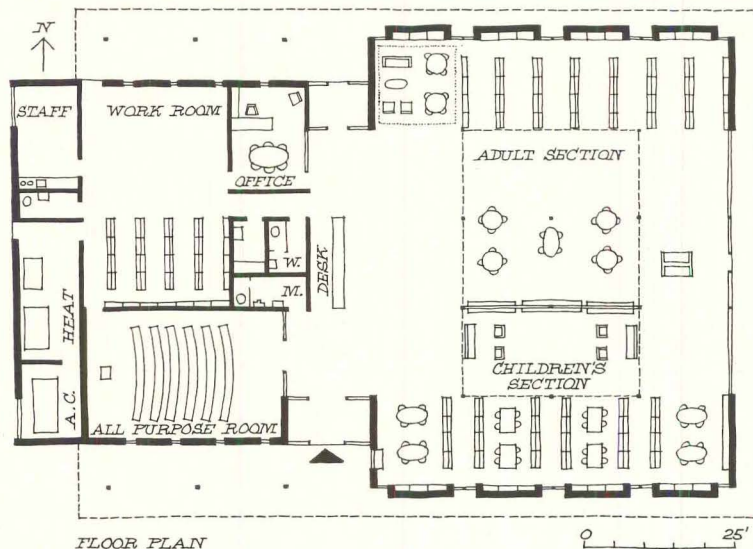 N
STAFF
WORK ROOM
OFFICE
ADULT SECTION
W.
M.
DESK
HEAT
A.C.
CHILDREN'S
SECTION
ALL PURPOSE ROOM
FLOOR PLAN
0 25'